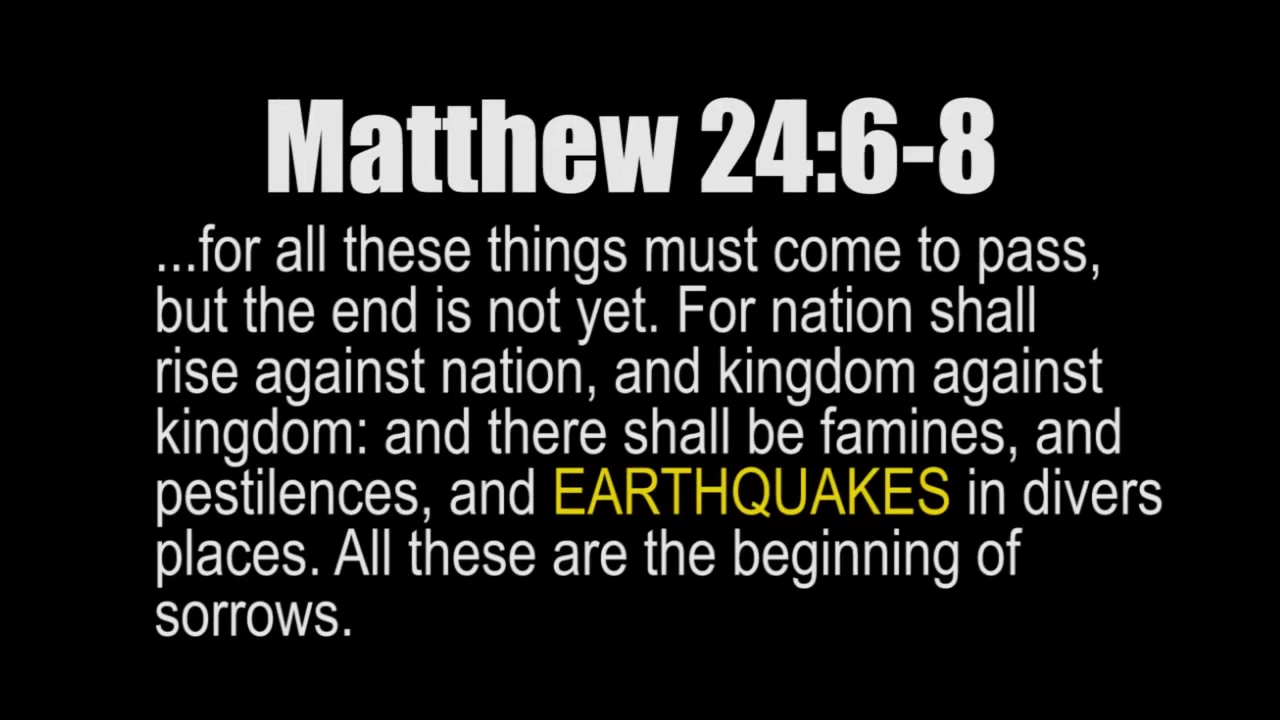 Matthew 24:6-8
...for all these things must come to pass,
but the end is not yet. For nation shall
rise against nation, and kingdom against
kingdom: and there shall be famines, and
pestilences, and EARTHQUAKES in divers
places. All these are the beginning of
sorrows.